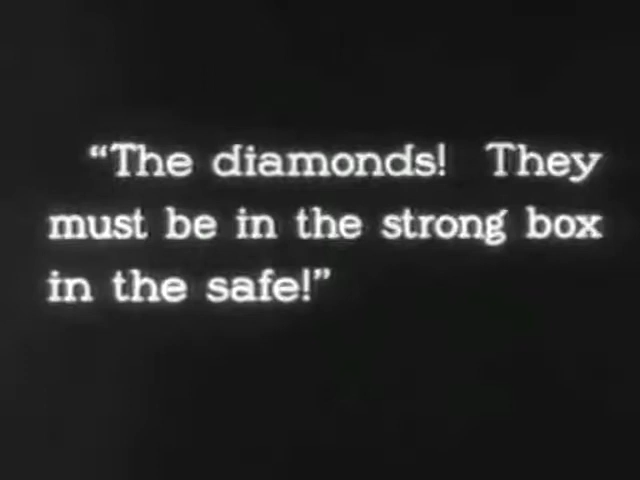 “The diamonds! They
must be in the strong box
in the safe!”